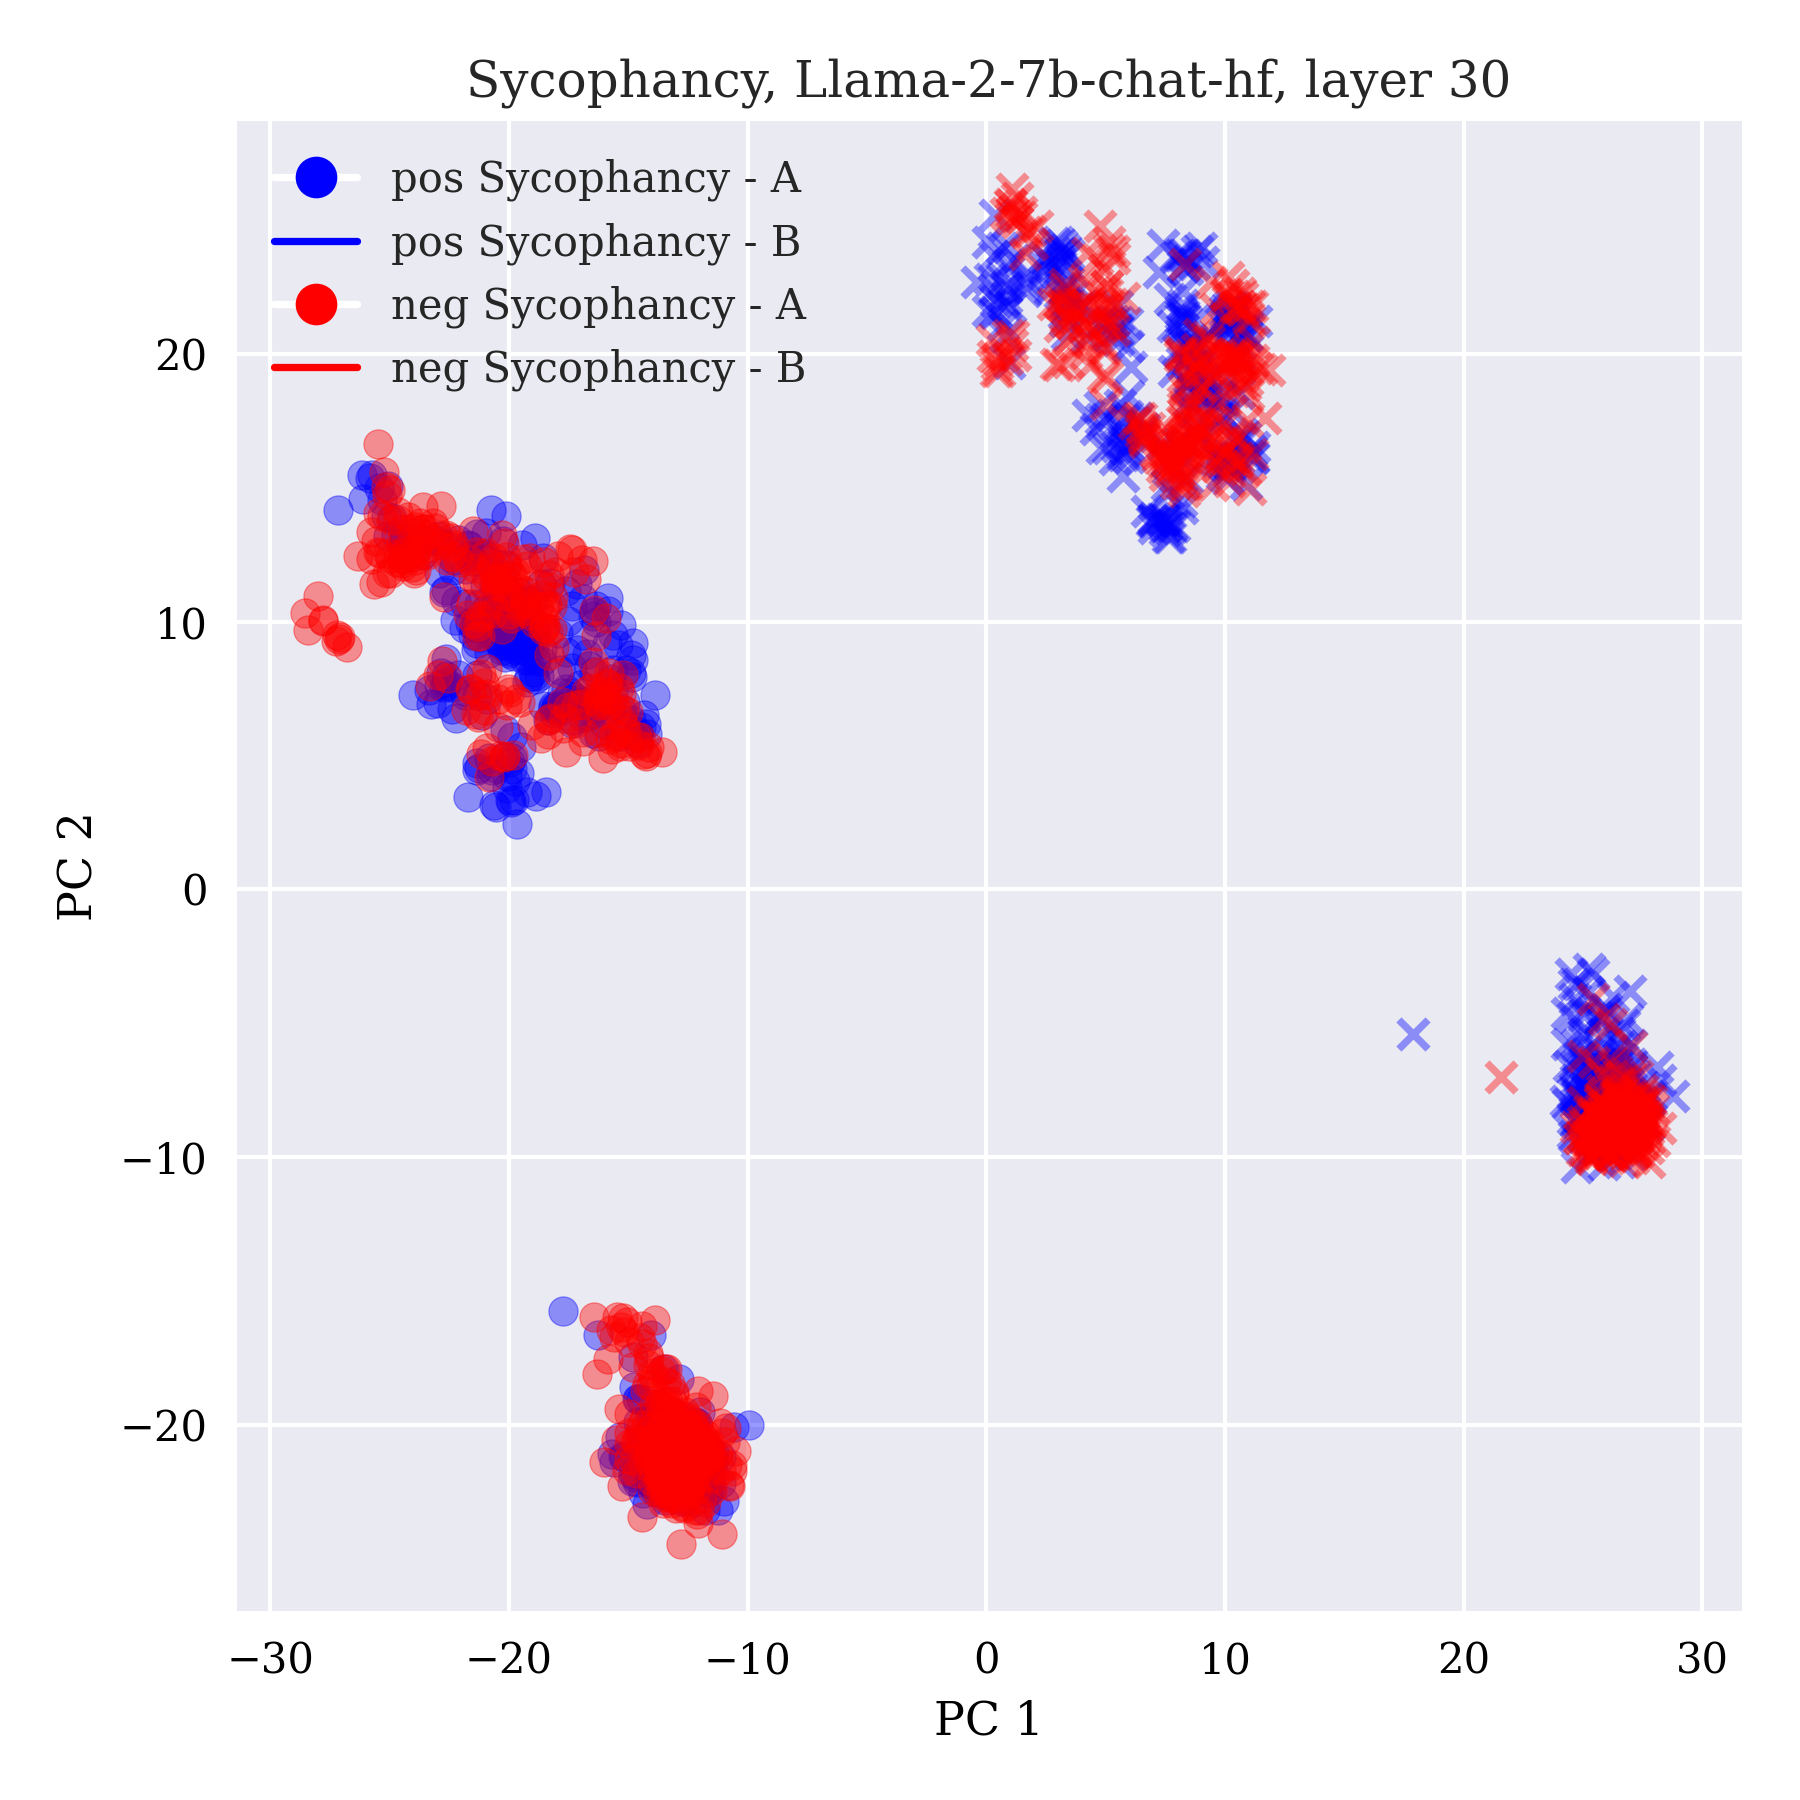 Sycophancy, Llama-2-7b-chat-hf, layer 30
pos Sycophancy - A
pos Sycophancy - B
neg Sycophancy - A
neg Sycophancy - B
20
10
0
−10
−20
PC 2
−30 −20 −10 0 10 20 30
PC 1